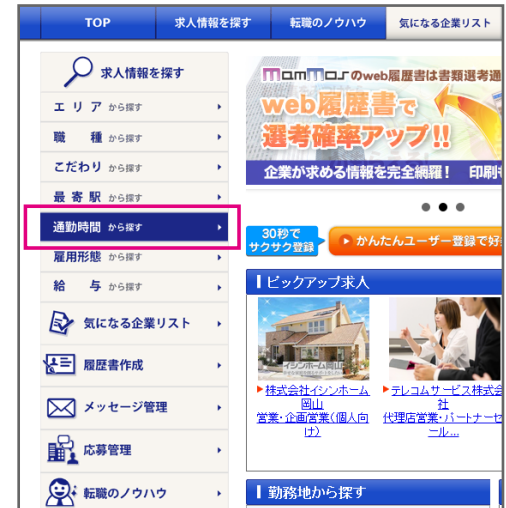 TOP
求人情報を探す
転職のノウハウ
気になる企業リスト
求人情報を探す
エリア から探す
職種 から探す
こだわり から探す
最寄駅 から探す
通勤時間 から探す
雇用形態 から探す
給与 から探す
気になる企業リスト
履歴書作成
メッセージ管理
応募管理
転職のノウハウ
のweb履歴書は書類選考通
web履歴書で
選考確率アップ!!
企業が求める情報を完全網羅! 印刷
30秒で
サクサク登録
かんたんユーザー登録で好
ピックアップ求人
イシンホーム岡山
株式会社イシンホーム
岡山
営業・企画営業(個人向
け)
テレコムサービス株式会
社
代理店営業・パートナーセ
ール...
勤務地から探す